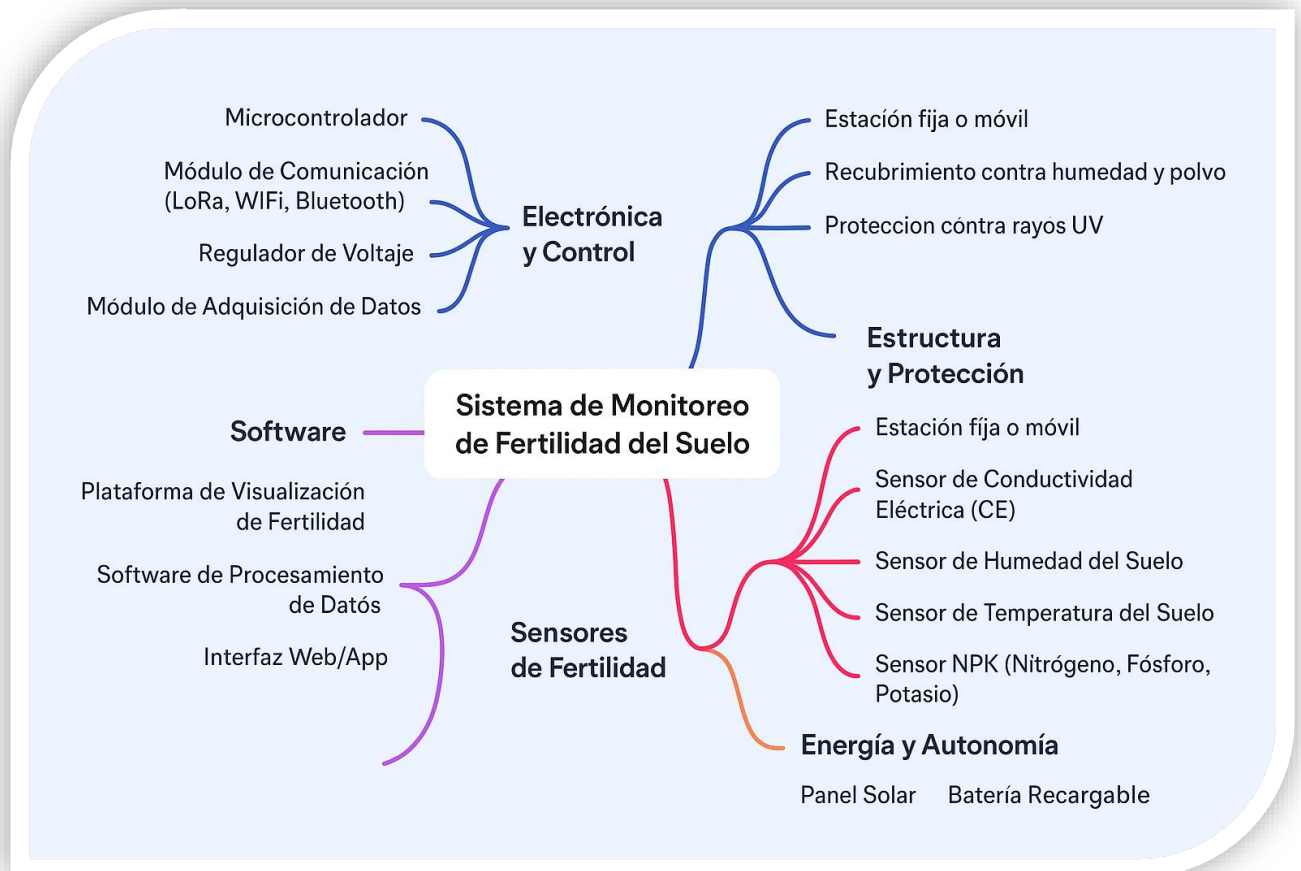 Microcontrolador
Módulo de Comunicación
(LoRa, WIFi, Bluetooth)
Regulador de Voltaje
Módulo de Adquisición de Datos
Electrónica
y Control
Estacíón fija o móvil
Recubrimiento contra humedad y polvo
Proteccion cóntra rayós UV
Estructura
y Protección
Sistema de Monitoreo
de Fertilidad del Suelo
Software
Plataforma de Visualización
de Fertilidad
Software de Procesamiento
de Datós
Interfaz Web/App
Sensores
de Fertilidad
Estación fíja o móvil
Sensor de Conductividad
Eléctrica (CE)
Sensor de Humedad del Suelo
Sensor de Temperatura del Suelo
Sensor NPK (Nitrógeno, Fósforo,
Potasio)
Energía y Autonomía
Panel Solar Batería Recargable